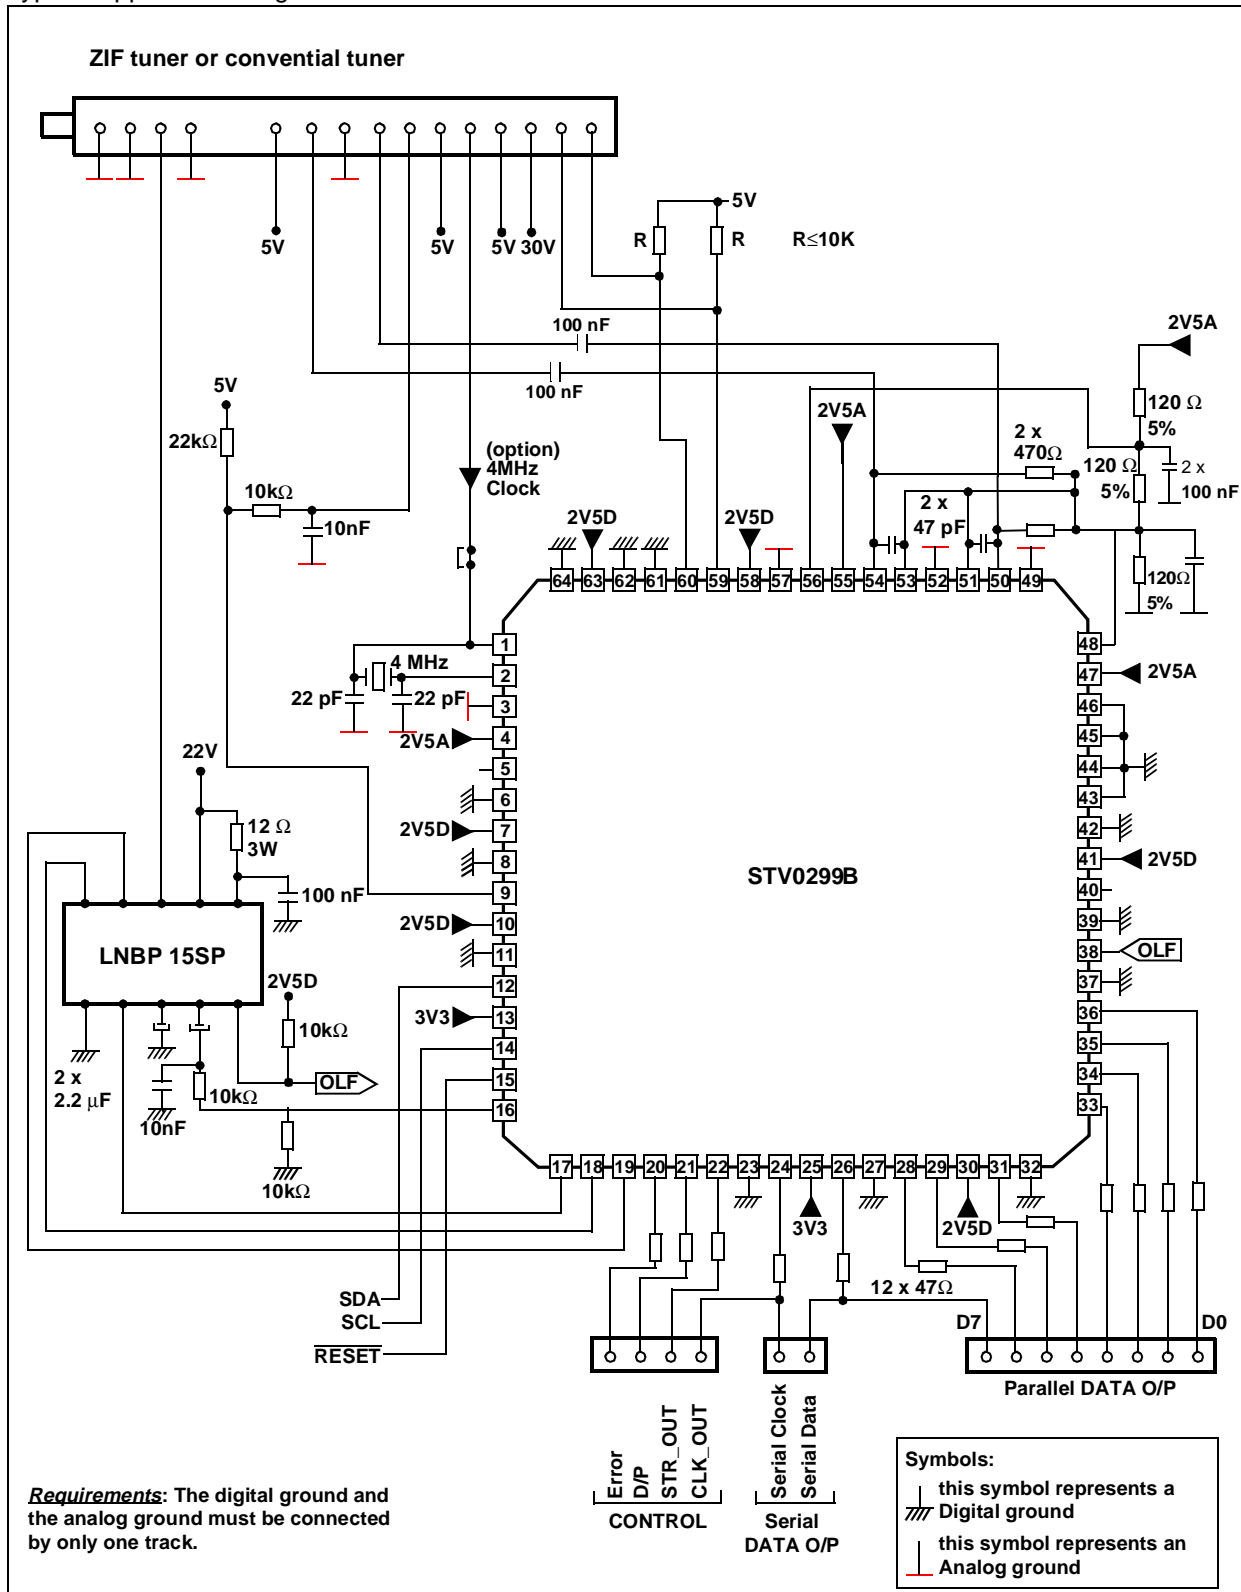 ZIF tuner or convential tuner
5V
5V
5V 30V
5V
R
R
R≤10K
100 nF
100 nF
2V5A
5V
22kΩ
10kΩ
10nF
(option)
4MHz
Clock
2V5A
120 Ω
5%
2 x
470Ω
120 Ω
5%
2 x
100 nF
2 x
47 pF
2V5D
2V5D
120Ω
5%
64 63 62 61 60 59 58 57 56 55 54 53 52 51 50 49
1
2
3
4
5
6
7
8
9
10
11
12
13
14
15
16
4 MHz
22 pF
22 pF
2V5A
22V
12 Ω
3W
2V5D
100 nF
2V5D
LNBP 15SP
2V5D
10kΩ
3V3
OLF
2 x
2.2 μF
10nF
10kΩ
10kΩ
STV0299B
48
47
46
45
44
43
42
41
40
39
38
37
36
35
34
33
2V5A
2V5D
OLF
17 18 19 20 21 22 23 24 25 26 27 28 29 30 31 32
3V3
2V5D
12 x 47Ω
SDA
SCL
RESET
D7
D0
Parallel DATA O/P
Error
D/P
STR_OUT
CLK_OUT
CONTROL
Serial Clock
Serial Data
Serial
DATA O/P
Requirements: The digital ground and
the analog ground must be connected
by only one track.
Symbols:
this symbol represents a
Digital ground
this symbol represents an
Analog ground